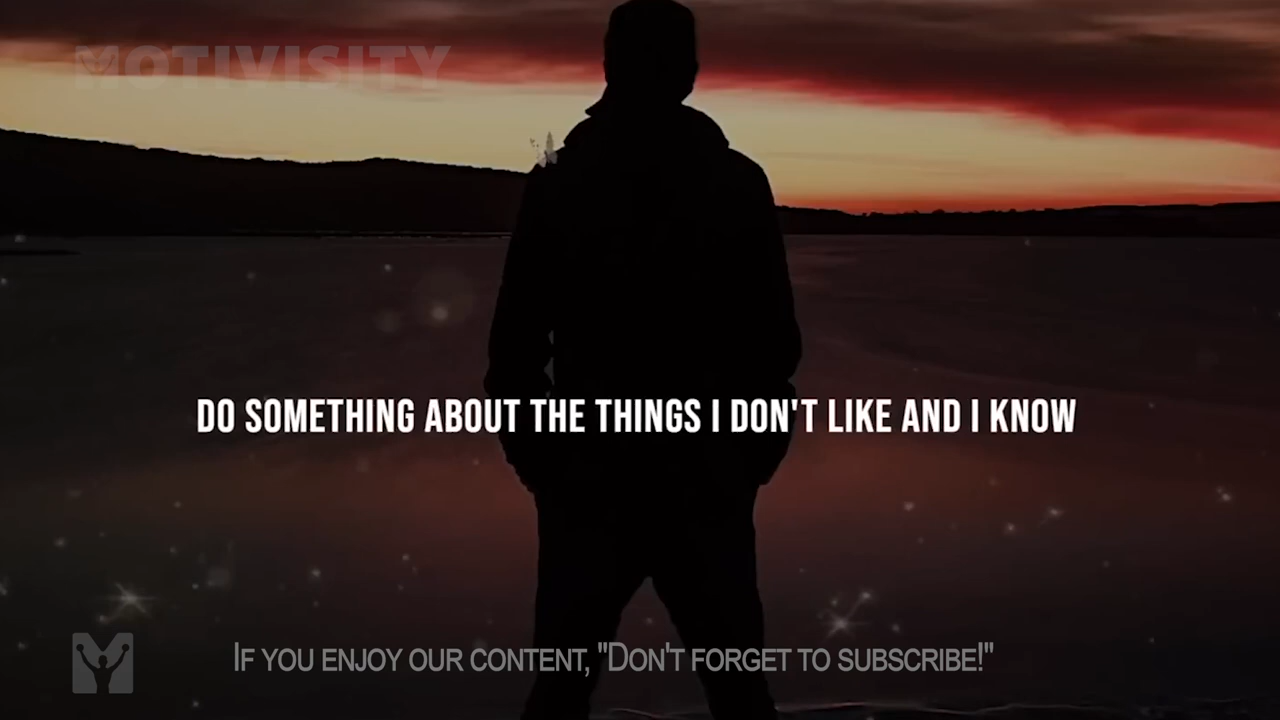 MOTIVISITY
DO SOMETHING ABOUT THE THINGS I DON'T LIKE AND I KNOW
IF YOU ENJOY OUR CONTENT, "DON'T FORGET TO SUBSCRIBE!"